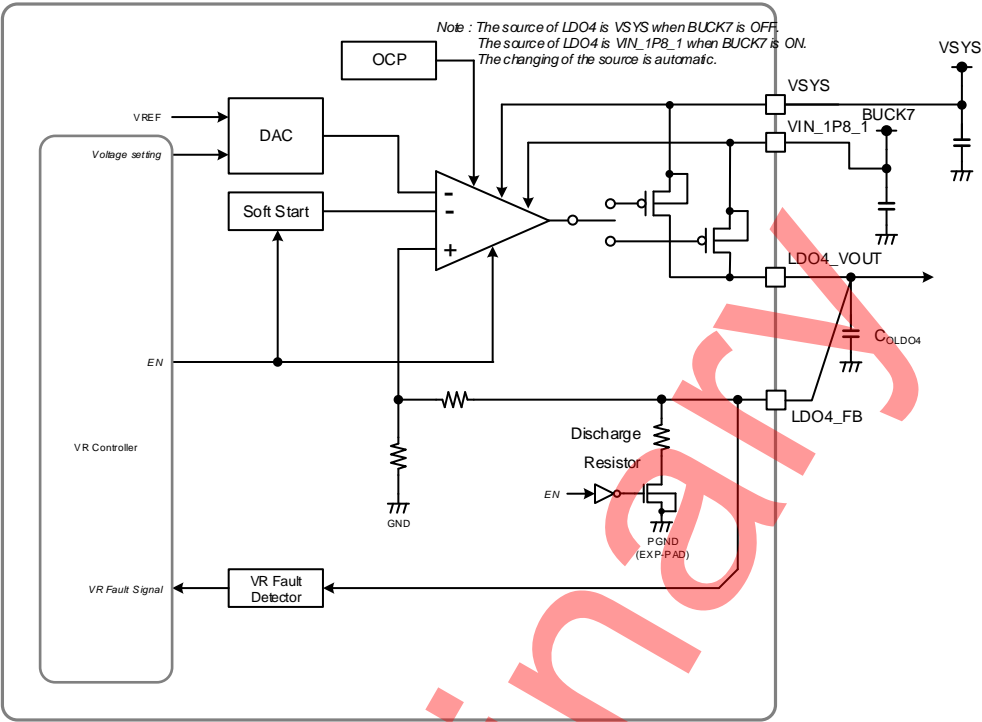 Note : The source of LDO4 is VSYS when BUCK7 is OFF.
The source of LDO4 is VIN_1P8_1 when BUCK7 is ON.
The changing of the source is automatic.
VSYS
OCP
VSYS
BUCK7
VREF
DAC
VIN_1P8_1
Voltage setting
-
Soft Start
-
+
LDO4_VOUT
COLDO4
EN
LDO4_FB
Discharge
Resistor
VR Controller
EN
GND
PGND
(EXP-PAD)
VR Fault Signal
VR Fault
Detector
inary